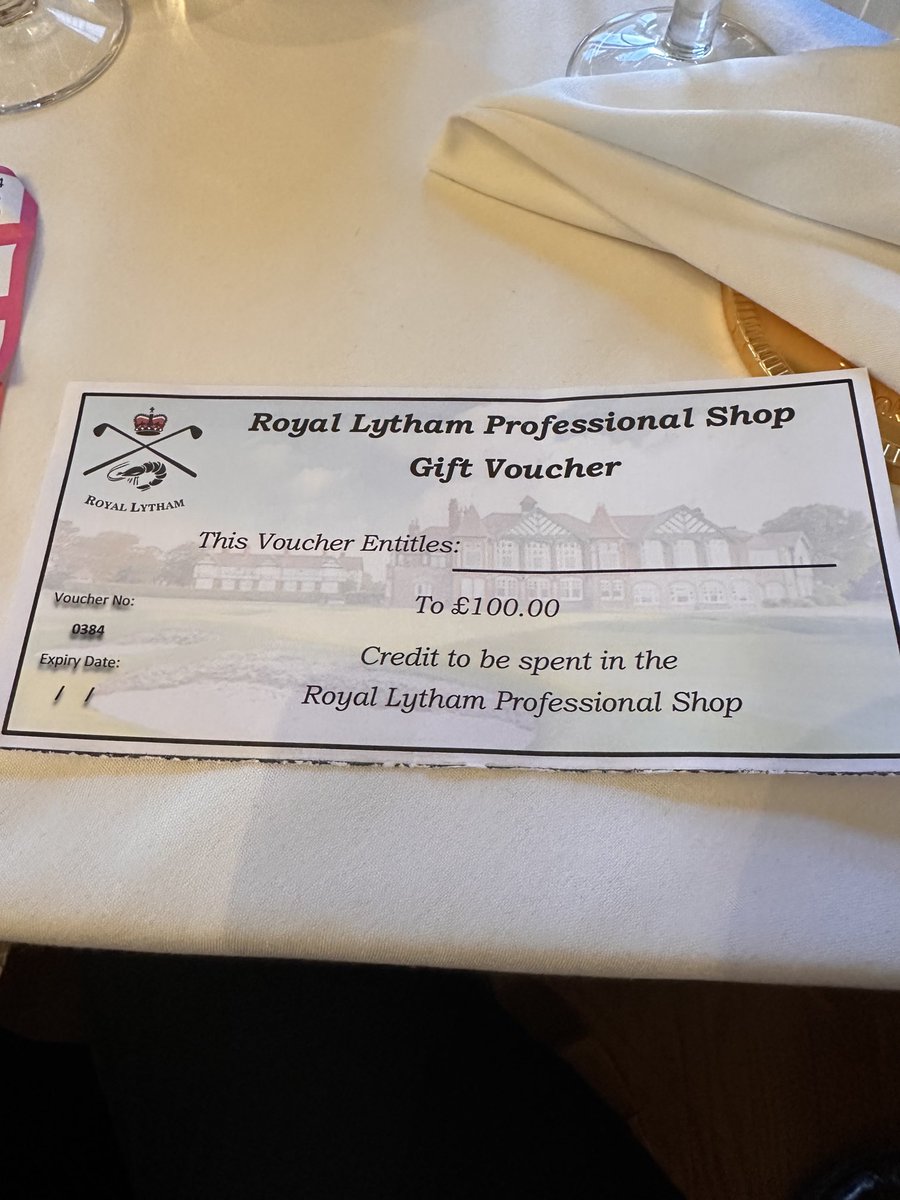 Royal Lytham Professional Shop
Gift Voucher
ROYAL LYTHAM
This Voucher Entitles:
To £100.00
Voucher No:
0384
Credit to be spent in the
Expiry Date:
Royal Lytham Professional Shop
/ /